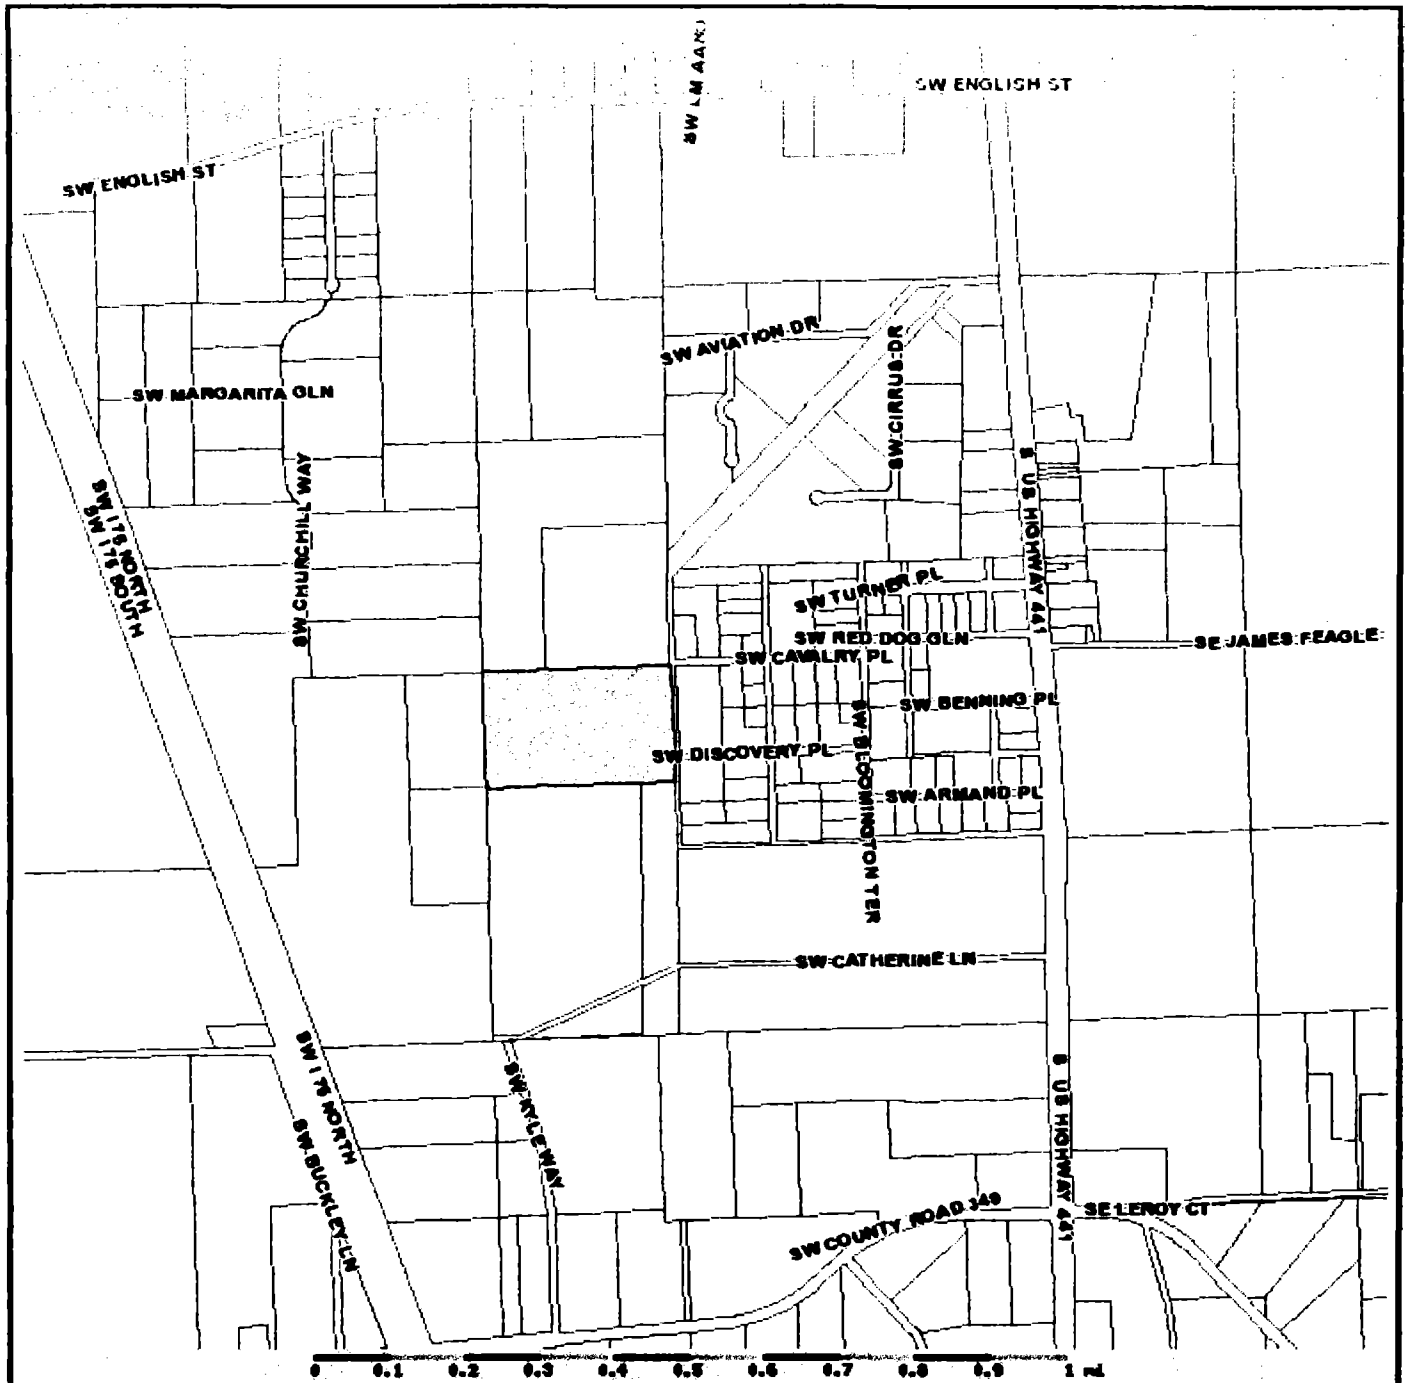 SW ENGLISH ST
SW ENGLISH ST
SW AVIATION DR
SW CIRRUS DR
SW MARGARITA GLN
SW CHURCHILL WAY
S US HIGHWAY 441
SW I 75 NORTH
SW I 75 SOUTH
SW TURNER PL
SW RED DOG GLN
SE JAMES FEAGLE
SW CAVALRY PL
SW BENNING PL
SW BLOOMINGTON TER
SW DISCOVERY PL
SW ARMAND PL
SW CATHERINE LN
SW I 75 NORTH
SW KYLE WAY
S US HIGHWAY 441
SW BUCKLEY LN
SW COUNTY ROAD 349
SE LEROY CT
0 0.1 0.2 0.3 0.4 0.5 0.6 0.7 0.8 0.9 1 mi